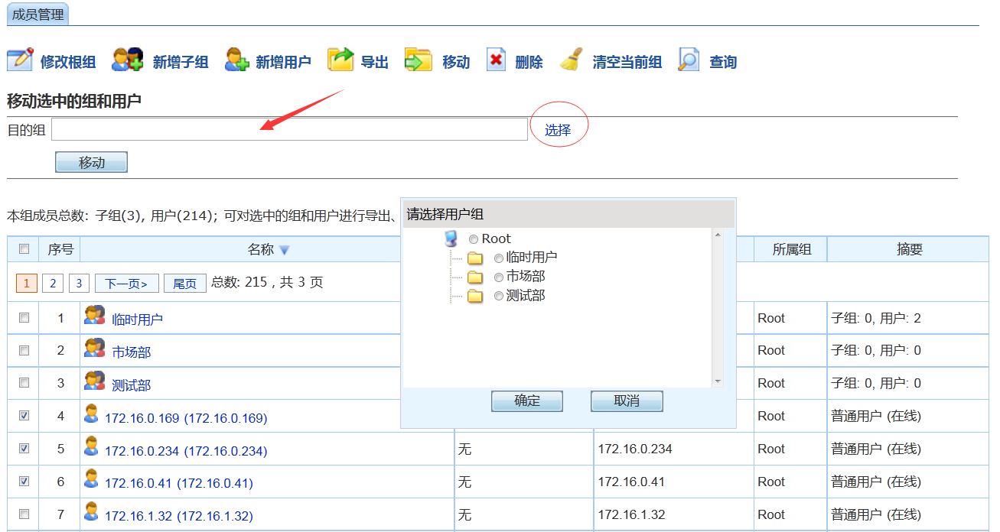 成员管理
修改根组 新增子组 新增用户 导出 移动 删除 清空当前组 查询
移动选中的组和用户
目的组 选择
移动
本组成员总数: 子组(3), 用户(214); 可对选中的组和用户进行导出、
请选择用户组
Root
临时用户
市场部
测试部
确定 取消
序号 名称 所属组 摘要
1 2 3 下一页> 尾页 总数: 215 , 共 3 页
1 临时用户 Root 子组: 0, 用户: 2
2 市场部 Root 子组: 0, 用户: 0
3 测试部 Root 子组: 0, 用户: 0
4 172.16.0.169 (172.16.0.169) Root 普通用户 (在线)
5 172.16.0.234 (172.16.0.234) 无 172.16.0.234 Root 普通用户 (在线)
6 172.16.0.41 (172.16.0.41) 无 172.16.0.41 Root 普通用户 (在线)
7 172.16.1.32 (172.16.1.32) 无 172.16.1.32 Root 普通用户 (在线)